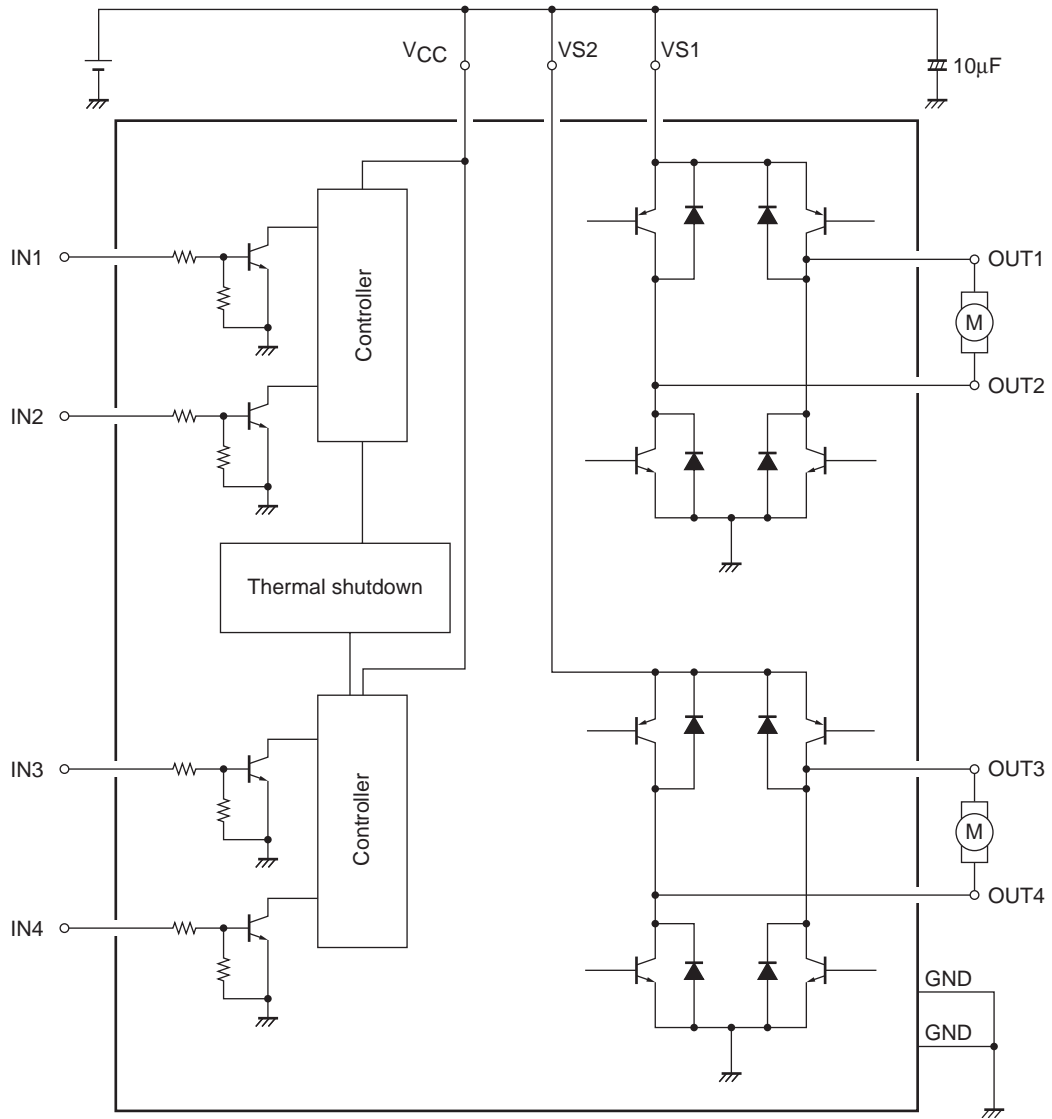 VCC
VS2
VS1
10μF
IN1
Controller
OUT1
M
IN2
OUT2
Thermal shutdown
IN3
Controller
OUT3
M
IN4
OUT4
GND
GND